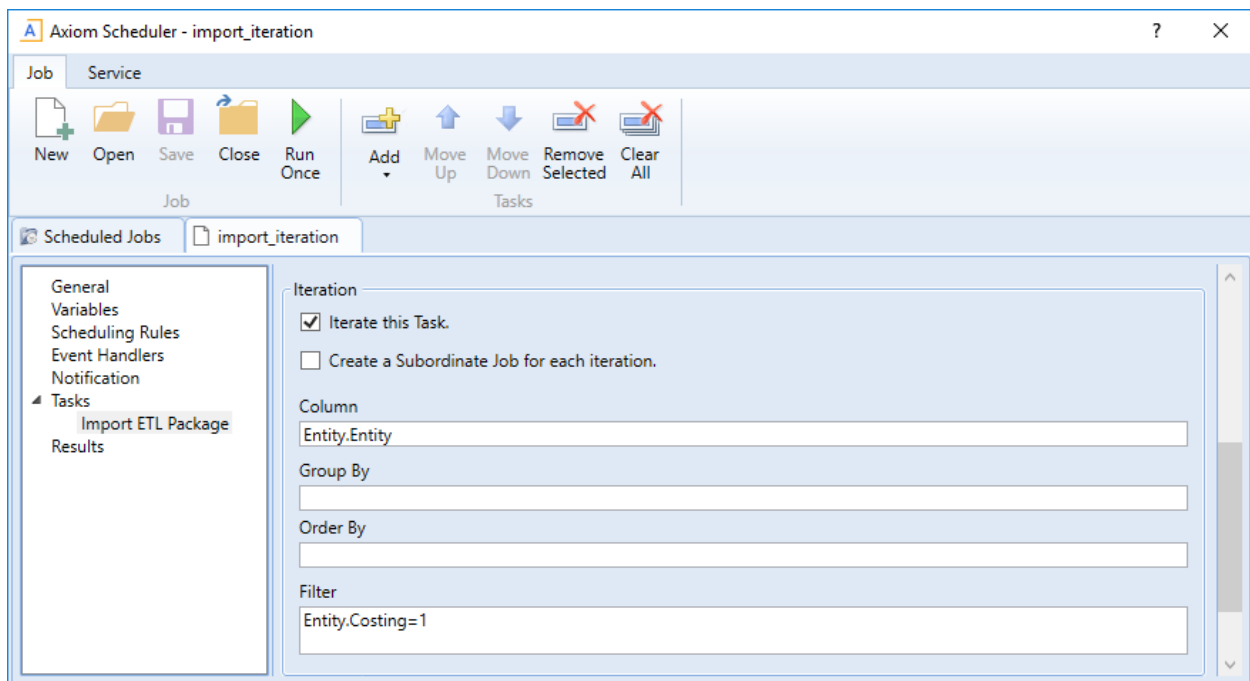 A Axiom Scheduler - import_iteration ?
Job Service
New Open Save Close Run Once Add Move Up Move Down Remove Selected Clear All
Job Tasks
Scheduled Jobs import_iteration
General
Variables
Scheduling Rules
Event Handlers
Notification
Tasks
Import ETL Package
Results
Iteration
Iterate this Task.
Create a Subordinate Job for each iteration.
Column
Entity.Entity
Group By
Order By
Filter
Entity.Costing=1